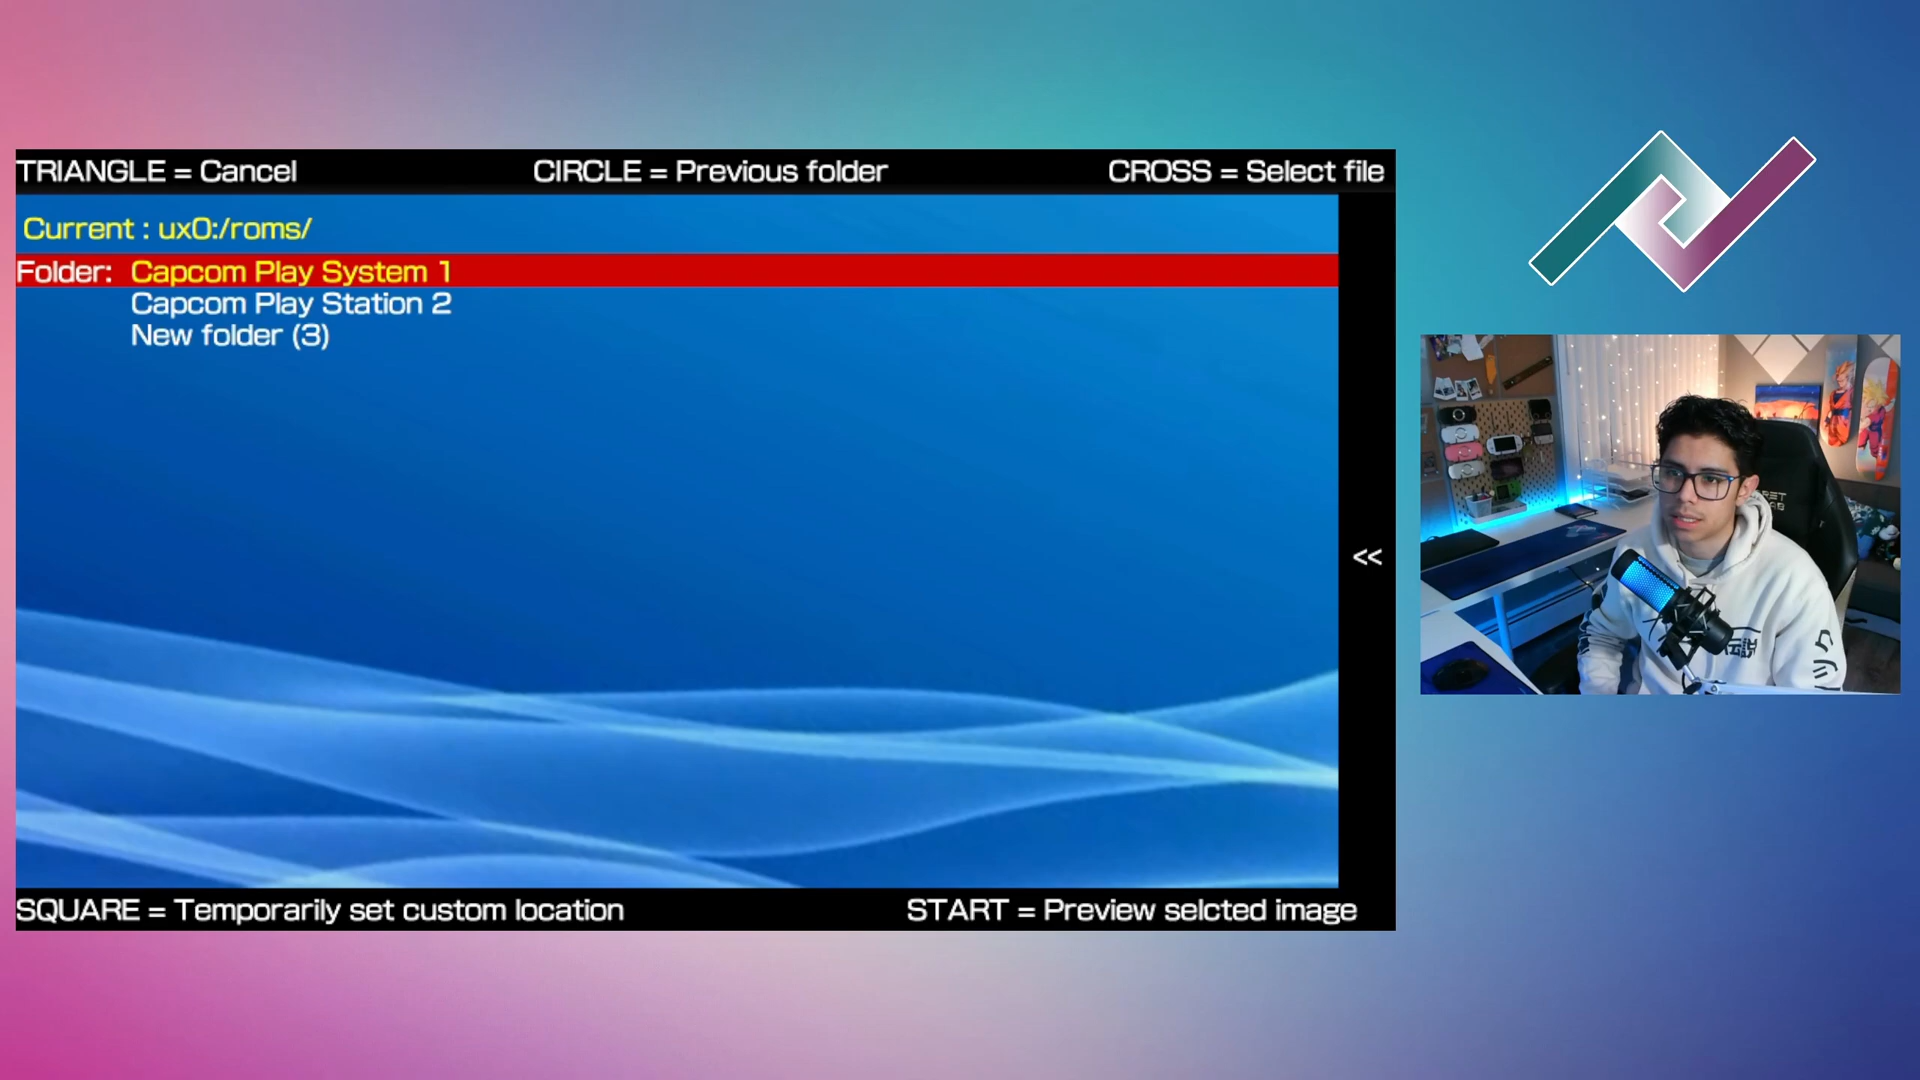 TRIANGLE = Cancel CIRCLE = Previous folder CROSS = Select file
Current : ux0:/roms/
Folder: Capcom Play System 1
Capcom Play Station 2
New folder (3)
<<
SQUARE = Temporarily set custom location START = Preview selcted image